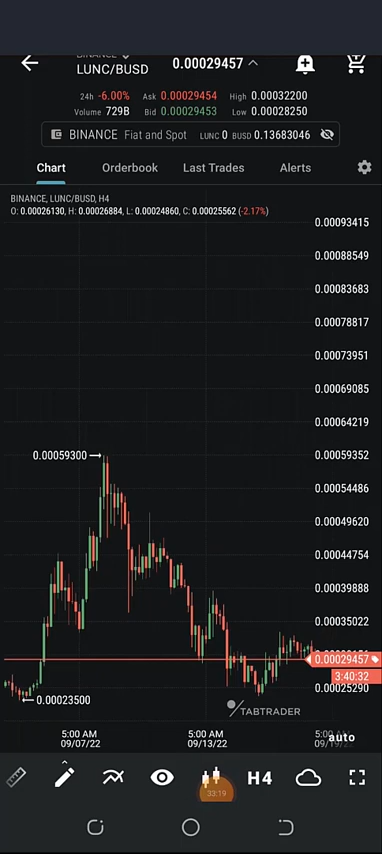 LUNC/BUSD
0.00029457
24h -6.00% Ask 0.00029454 High 0.00032200
Volume 729B Bid 0.00029453 Low 0.00028250
BINANCE Fiat and Spot LUNC 0 BUSD 0.13683046
Chart Orderbook Last Trades Alerts
BINANCE, LUNC/BUSD, H4
O: 0.00026130, H: 0.00026884, L: 0.00024860, C: 0.00025562 (-2.17%)
0.00093415
0.00088549
0.00083683
0.00078817
0.00073951
0.00069085
0.00064219
0.00059300
0.00059352
0.00054486
0.00049620
0.00044754
0.00039888
0.00035022
0.00029457
3:40:32
0.00025290
0.00023500
TABTRADER
5:00 AM 5:00 AM
auto
09/07/22 09/13/22
H4
33:19